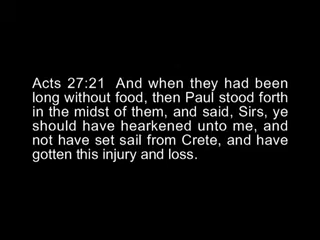 Acts 27:21 And when they had been
long without food, then Paul stood forth
in the midst of them, and said, Sirs, ye
should have hearkened unto me, and
not have set sail from Crete, and have
gotten this injury and loss.